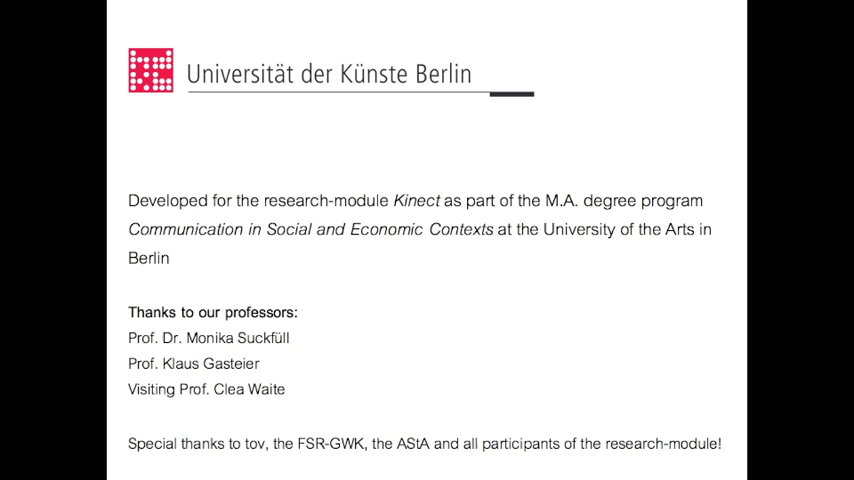 Universität der Künste Berlin
Developed for the research-module Kinect as part of the M.A. degree program
Communication in Social and Economic Contexts at the University of the Arts in
Berlin
Thanks to our professors:
Prof. Dr. Monika Suckfüll
Prof. Klaus Gasteier
Visiting Prof. Clea Waite
Special thanks to tov, the FSR-GWK, the AStA and all participants of the research-module!